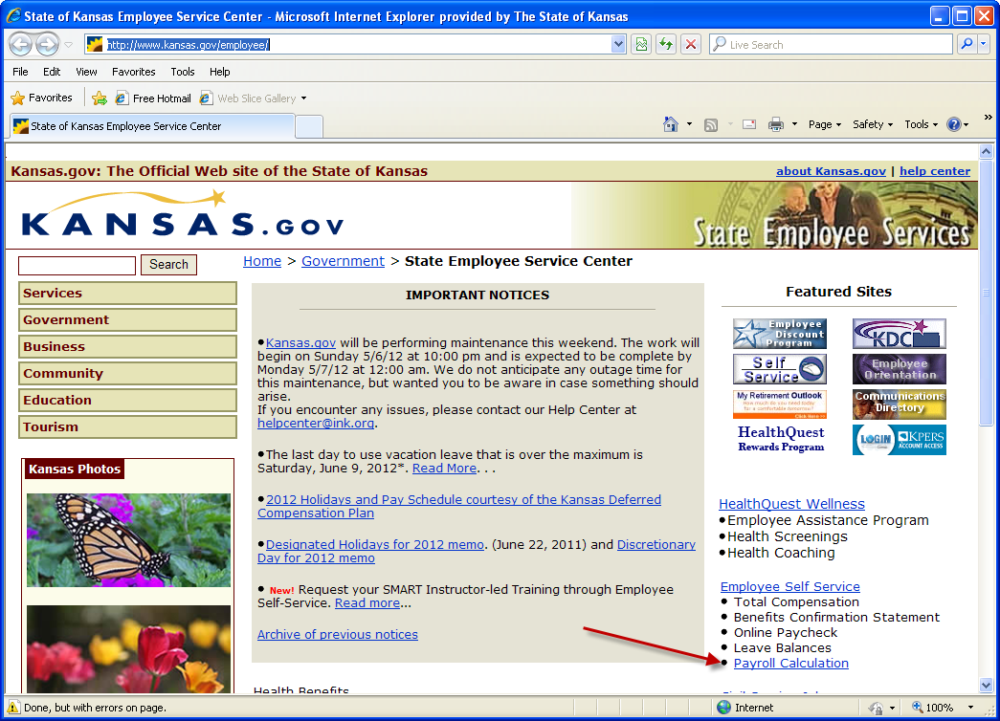 State of Kansas Employee Service Center - Microsoft Internet Explorer provided by The State of Kansas
http://www.kansas.gov/employee/
Live Search
File Edit View Favorites Tools Help
Favorites Free Hotmail Web Slice Gallery
State of Kansas Employee Service Center
Page Safety Tools »
Kansas.gov: The Official Web site of the State of Kansas
about Kansas.gov | help center
KANSAS.GOV
State Employee Services
Search
Home > Government > State Employee Service Center
Services
Government
Business
Community
Education
Tourism
Kansas Photos
IMPORTANT NOTICES
●Kansas.gov will be performing maintenance this weekend. The work will
begin on Sunday 5/6/12 at 10:00 pm and is expected to be complete by
Monday 5/7/12 at 12:00 am. We do not anticipate any outage time for
this maintenance, but wanted you to be aware in case something should
arise.
If you encounter any issues, please contact our Help Center at
helpcenter@ink.org.
●The last day to use vacation leave that is over the maximum is
Saturday, June 9, 2012*. Read More. . .
●2012 Holidays and Pay Schedule courtesy of the Kansas Deferred
Compensation Plan
●Designated Holidays for 2012 memo. (June 22, 2011) and Discretionary
Day for 2012 memo
● New! Request your SMART Instructor-led Training through Employee
Self-Service. Read more...
Archive of previous notices
Health Benefits
Featured Sites
Employee
Discount
Program
KDC
Self
Service
Employee
Orientation
My Retirement Outlook
How much do you need today
for a comfortable tomorrow?
Click Here >>
Communications
Directory
HealthQuest
Rewards Program
LOGIN KPERS
ACCOUNT ACCESS
HealthQuest Wellness
●Employee Assistance Program
●Health Screenings
●Health Coaching
Employee Self Service
● Total Compensation
● Benefits Confirmation Statement
● Online Paycheck
● Leave Balances
● Payroll Calculation
Done, but with errors on page.
Internet
100%